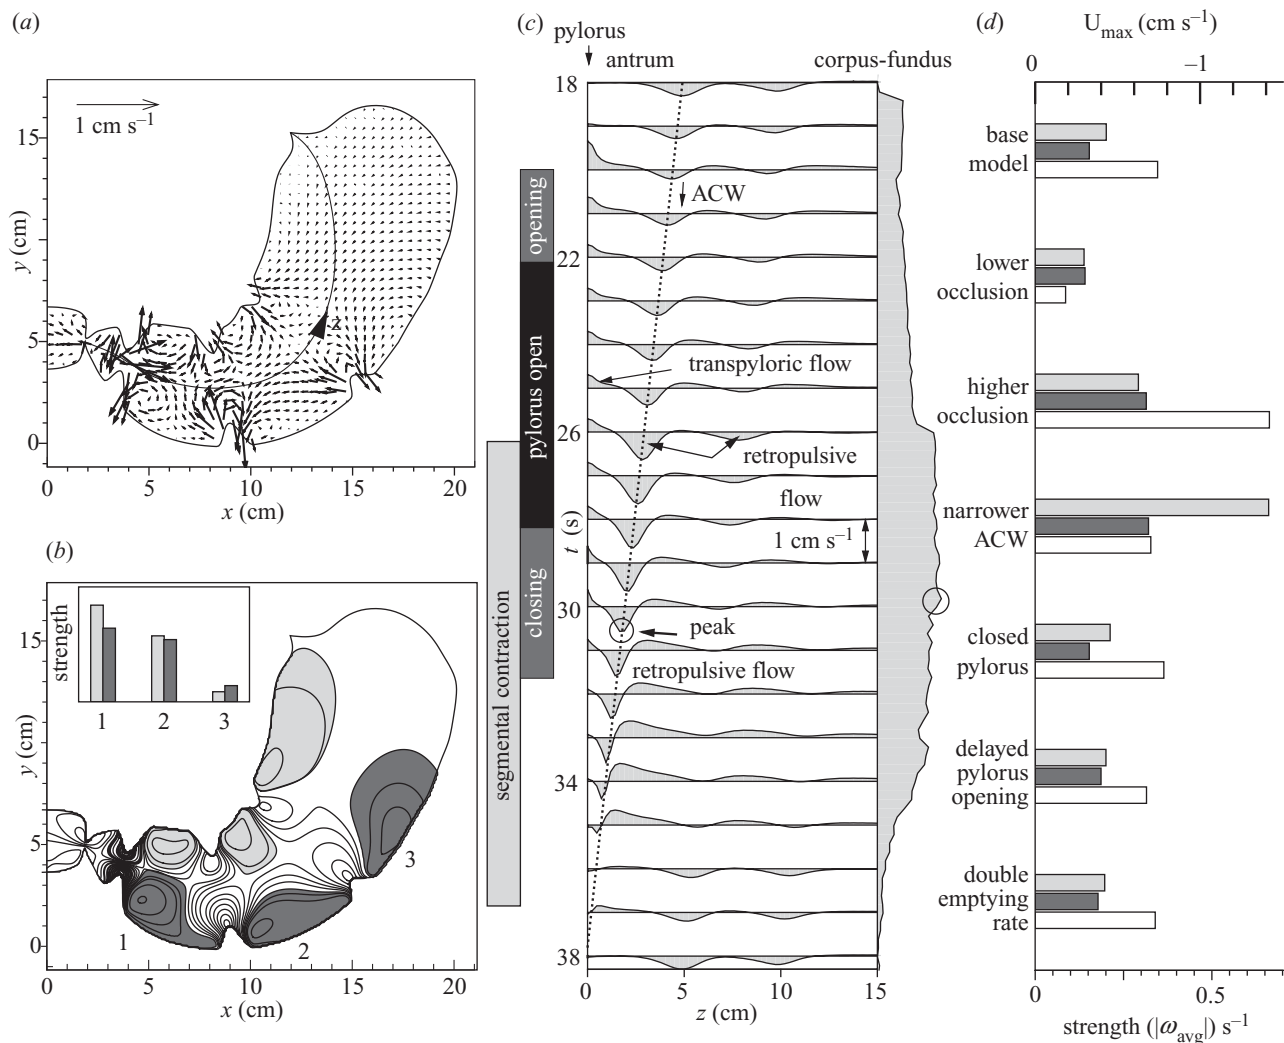 (a)
1 cm s⁻¹
15
10
5
0
y (cm)
z
0 5 10 15 20
x (cm)
(b)
strength
1 2 3
15
10
5
0
y (cm)
1
2
3
0 5 10 15 20
x (cm)
(c)
pylorus
antrum
corpus-fundus
18
22
26
30
34
38
t (s)
opening
pylorus open
closing
segmental contraction
ACW
transpyloric flow
retropulsive
flow
1 cm s⁻¹
peak
retropulsive flow
0 5 10 15
z (cm)
(d)
U_max (cm s⁻¹)
0 –1
base
model
lower
occlusion
higher
occlusion
narrower
ACW
closed
pylorus
delayed
pylorus
opening
double
emptying
rate
0 0.5
strength (|ω_avg|) s⁻¹